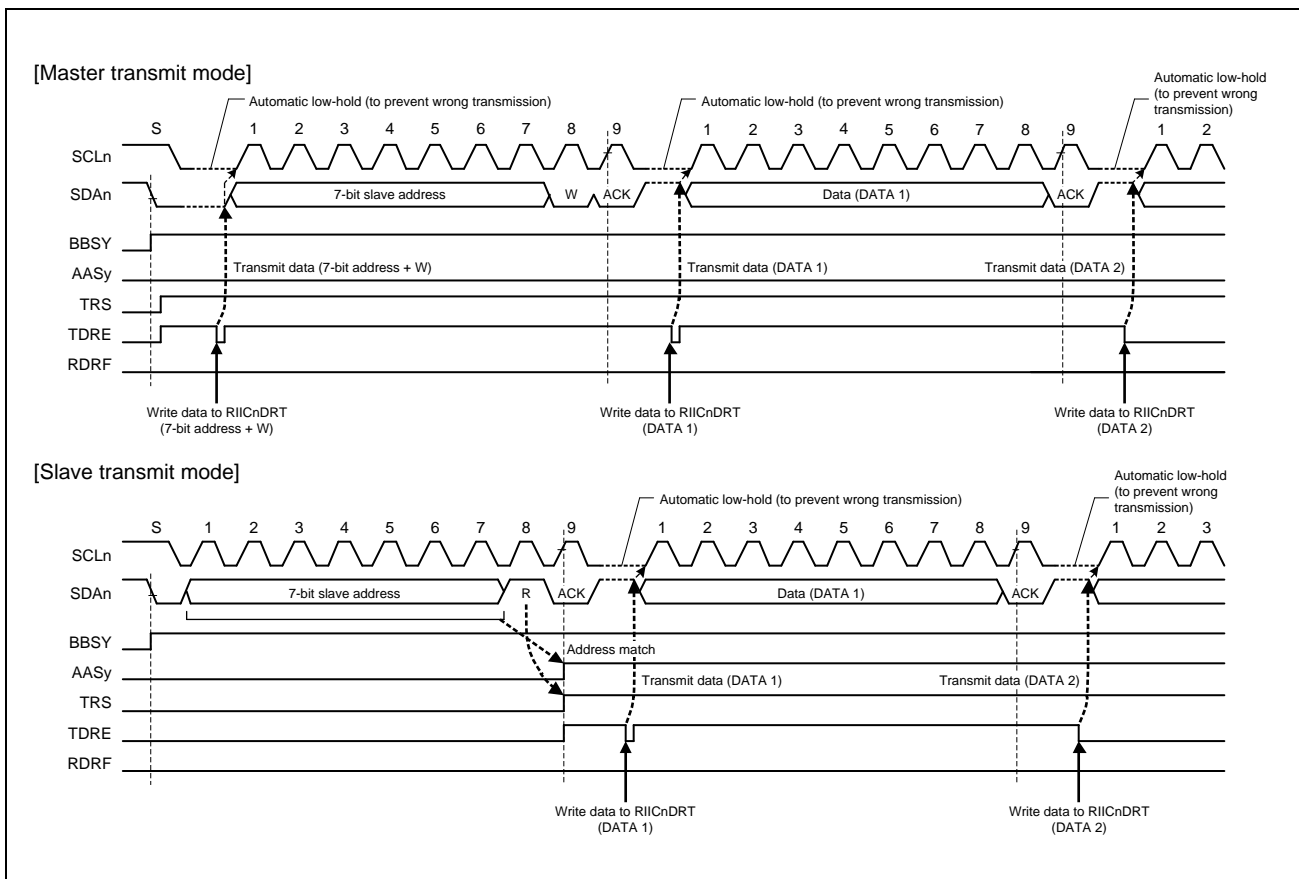 [Master transmit mode]
Automatic low-hold (to prevent wrong transmission)
Automatic low-hold (to prevent wrong transmission)
Automatic low-hold
(to prevent wrong
transmission)
S 1 2 3 4 5 6 7 8 9 1 2 3 4 5 6 7 8 9 1 2
SCLn
SDAn 7-bit slave address W ACK Data (DATA 1) ACK
BBSY
Transmit data (7-bit address + W) Transmit data (DATA 1) Transmit data (DATA 2)
AASy
TRS
TDRE
RDRF
Write data to RIICnDRT
(7-bit address + W)
Write data to RIICnDRT
(DATA 1)
Write data to RIICnDRT
(DATA 2)
[Slave transmit mode]
Automatic low-hold (to prevent wrong transmission)
Automatic low-hold
(to prevent wrong
transmission)
S 1 2 3 4 5 6 7 8 9 1 2 3 4 5 6 7 8 9 1 2 3
SCLn
SDAn 7-bit slave address R ACK Data (DATA 1) ACK
BBSY
Address match
AASy
Transmit data (DATA 1) Transmit data (DATA 2)
TRS
TDRE
RDRF
Write data to RIICnDRT
(DATA 1)
Write data to RIICnDRT
(DATA 2)